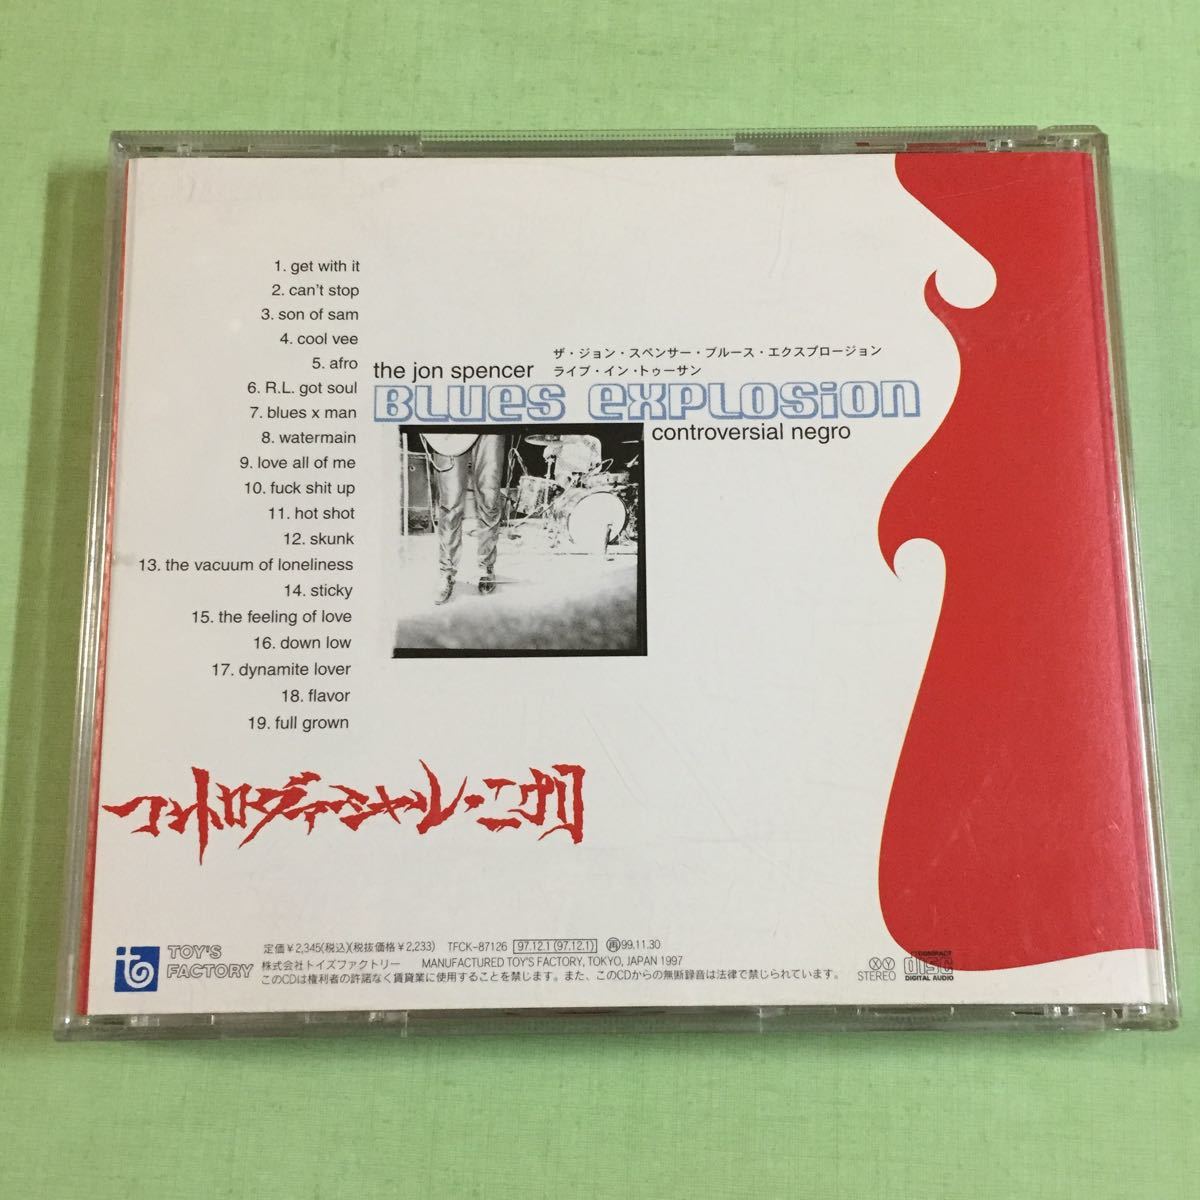 1. get with it
2. can't stop
3. son of sam
4. cool vee
5. afro
6. R.L. got soul
7. blues x man
8. watermain
9. love all of me
10. fuck shit up
11. hot shot
12. skunk
13. the vacuum of loneliness
14. sticky
15. the feeling of love
16. down low
17. dynamite lover
18. flavor
19. full grown
ザ・ジョン・スペンサー・ブルース・エクスプロージョン
ライブ・イン・トゥーサン
the jon spencer
BLUes exPLOSiON
controversial negro
コントロヴァーシャル・ニグロ
TOY'S
FACTORY
定価¥2,345(税込)(税抜価格¥2,233) TFCK-87126 97.12.1 (97.12.1) 再99.11.30
株式会社トイズファクトリー MANUFACTURED TOY'S FACTORY, TOKYO, JAPAN 1997
このCDは権利者の許諾なく賃貸業に使用することを禁じます。また、このCDからの無断録音は法律で禁じられています。
XY
STEREO
COMPACT
disc
DIGITAL AUDIO